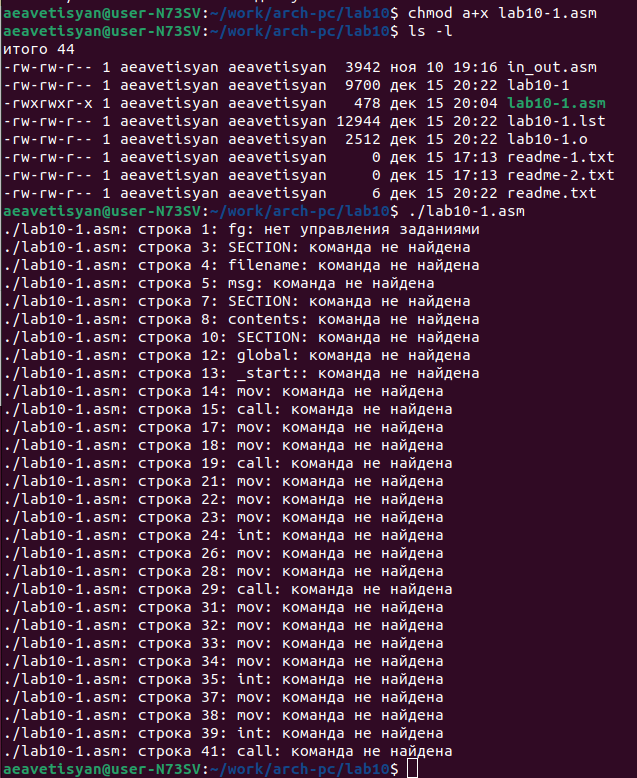 aeavetisyan@user-N73SV:~/work/arch-pc/lab10$ chmod a+x lab10-1.asm
aeavetisyan@user-N73SV:~/work/arch-pc/lab10$ ls -l
итого 44
-rw-rw-r-- 1 aeavetisyan aeavetisyan  3942 ноя 10 19:16 in_out.asm
-rw-rw-r-- 1 aeavetisyan aeavetisyan  9700 дек 15 20:22 lab10-1
-rwxrwxr-x 1 aeavetisyan aeavetisyan   478 дек 15 20:04 lab10-1.asm
-rw-rw-r-- 1 aeavetisyan aeavetisyan 12944 дек 15 20:22 lab10-1.lst
-rw-rw-r-- 1 aeavetisyan aeavetisyan  2512 дек 15 20:22 lab10-1.o
-rw-rw-r-- 1 aeavetisyan aeavetisyan     0 дек 15 17:13 readme-1.txt
-rw-rw-r-- 1 aeavetisyan aeavetisyan     0 дек 15 17:13 readme-2.txt
-rw-rw-r-- 1 aeavetisyan aeavetisyan     6 дек 15 20:22 readme.txt
aeavetisyan@user-N73SV:~/work/arch-pc/lab10$ ./lab10-1.asm
./lab10-1.asm: строка 1: fg: нет управления заданиями
./lab10-1.asm: строка 3: SECTION: команда не найдена
./lab10-1.asm: строка 4: filename: команда не найдена
./lab10-1.asm: строка 5: msg: команда не найдена
./lab10-1.asm: строка 7: SECTION: команда не найдена
./lab10-1.asm: строка 8: contents: команда не найдена
./lab10-1.asm: строка 10: SECTION: команда не найдена
./lab10-1.asm: строка 12: global: команда не найдена
./lab10-1.asm: строка 13: _start:: команда не найдена
./lab10-1.asm: строка 14: mov: команда не найдена
./lab10-1.asm: строка 15: call: команда не найдена
./lab10-1.asm: строка 17: mov: команда не найдена
./lab10-1.asm: строка 18: mov: команда не найдена
./lab10-1.asm: строка 19: call: команда не найдена
./lab10-1.asm: строка 21: mov: команда не найдена
./lab10-1.asm: строка 22: mov: команда не найдена
./lab10-1.asm: строка 23: mov: команда не найдена
./lab10-1.asm: строка 24: int: команда не найдена
./lab10-1.asm: строка 26: mov: команда не найдена
./lab10-1.asm: строка 28: mov: команда не найдена
./lab10-1.asm: строка 29: call: команда не найдена
./lab10-1.asm: строка 31: mov: команда не найдена
./lab10-1.asm: строка 32: mov: команда не найдена
./lab10-1.asm: строка 33: mov: команда не найдена
./lab10-1.asm: строка 34: mov: команда не найдена
./lab10-1.asm: строка 35: int: команда не найдена
./lab10-1.asm: строка 37: mov: команда не найдена
./lab10-1.asm: строка 38: mov: команда не найдена
./lab10-1.asm: строка 39: int: команда не найдена
./lab10-1.asm: строка 41: call: команда не найдена
aeavetisyan@user-N73SV:~/work/arch-pc/lab10$